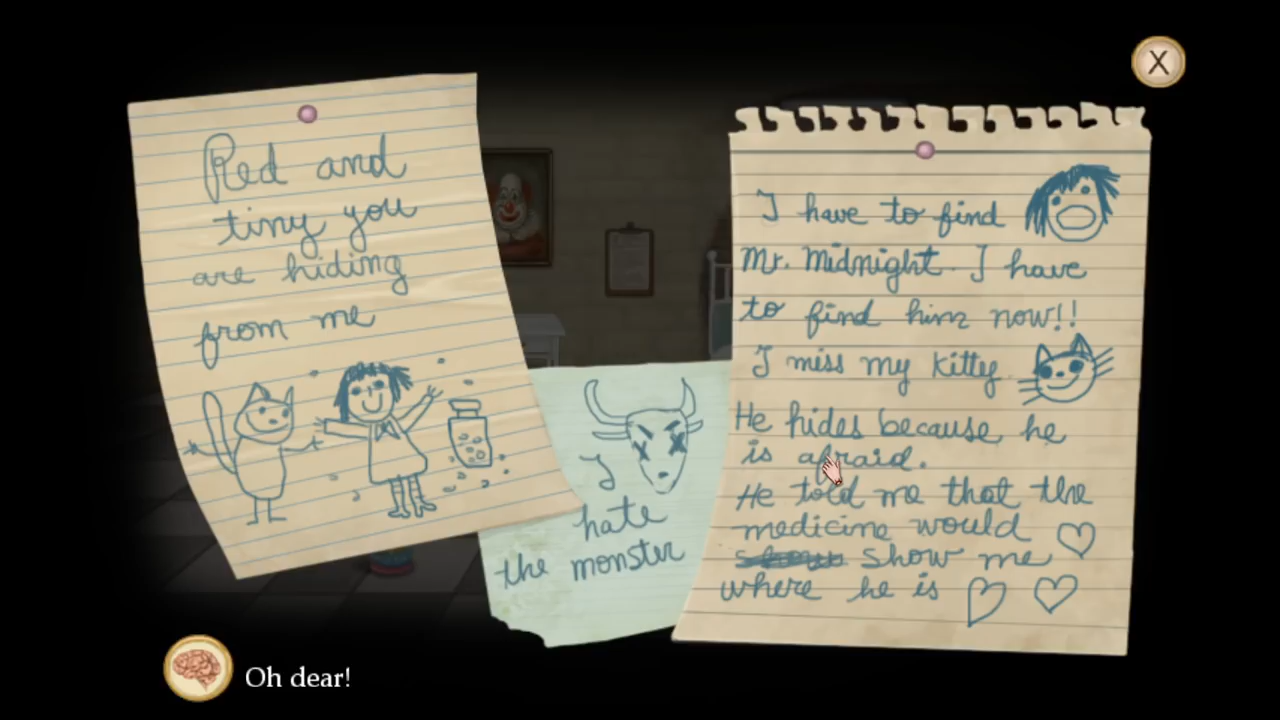 Red and
tiny you
are hiding
from me
I
hate
the monster
I have to find
Mr. Midnight. I have
to find him now!!
I miss my kitty.
He hides because he
is afraid.
He told me that the
medicine would
show me
where he is
X
Oh dear!